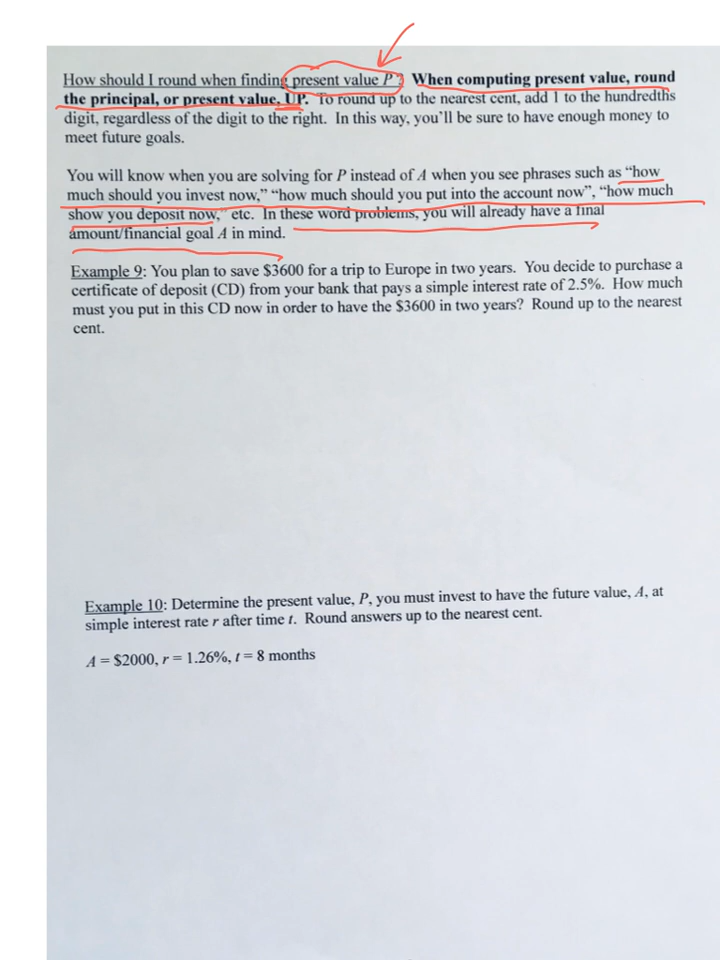 How should I round when finding present value P? When computing present value, round
the principal, or present value, UP. To round up to the nearest cent, add 1 to the hundredths
digit, regardless of the digit to the right. In this way, you'll be sure to have enough money to
meet future goals.
You will know when you are solving for P instead of A when you see phrases such as "how
much should you invest now," "how much should you put into the account now", "how much
show you deposit now," etc. In these word problems, you will already have a final
amount/financial goal A in mind.
Example 9: You plan to save $3600 for a trip to Europe in two years. You decide to purchase a
certificate of deposit (CD) from your bank that pays a simple interest rate of 2.5%. How much
must you put in this CD now in order to have the $3600 in two years? Round up to the nearest
cent.
Example 10: Determine the present value, P, you must invest to have the future value, A, at
simple interest rate r after time t. Round answers up to the nearest cent.
A = $2000, r = 1.26%, t = 8 months